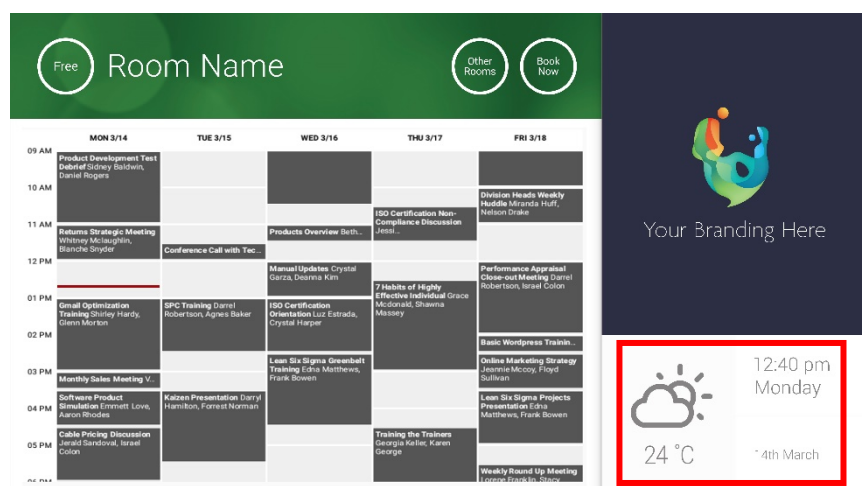 Free
Room Name
Other
Rooms
Book
Now
MON 3/14
TUE 3/15
WED 3/16
THU 3/17
FRI 3/18
09 AM
10 AM
11 AM
12 PM
01 PM
02 PM
03 PM
04 PM
05 PM
06 PM
Product Development Test
Debrief Sidney Baldwin,
Daniel Rogers
Returns Strategic Meeting
Whitney Mclaughlin,
Blanche Snyder
Gmail Optimization
Training Shirley Hardy,
Glenn Morton
Monthly Sales Meeting V...
Software Product
Simulation Emmett Love,
Aaron Rhodes
Cable Pricing Discussion
Jerald Sandoval, Israel
Colon
Conference Call with Tec...
SPC Training Darrel
Robertson, Agnes Baker
Kaizen Presentation Darryl
Hamilton, Forrest Norman
Products Overview Beth...
Manual Updates Crystal
Garza, Deanna Kim
ISO Certification
Orientation Luz Estrada,
Crystal Harper
Lean Six Sigma Greenbelt
Training Edna Matthews,
Frank Bowen
ISO Certification Non-
Compliance Discussion
Jessi...
7 Habits of Highly
Effective Individual Grace
Mcdonald, Shawna
Massey
Training the Trainers
Georgia Keller, Karen
George
Division Heads Weekly
Huddle Miranda Huff,
Nelson Drake
Performance Appraisal
Close-out Meeting Darrel
Robertson, Israel Colon
Basic Wordpress Trainin...
Online Marketing Strategy
Jeannie Mccoy, Floyd
Sullivan
Lean Six Sigma Projects
Presentation Edna
Matthews, Frank Bowen
Weekly Round Up Meeting
Lorene Franklin, Stacy
Your Branding Here
12:40 pm
Monday
24 °C
14th March